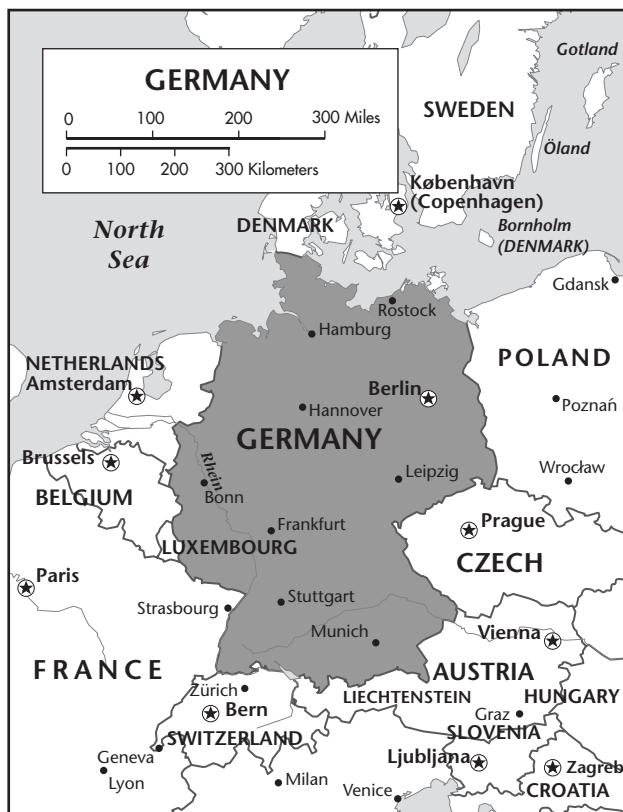 GERMANY
0 100 200 300 Miles
0 100 200 300 Kilometers
Gotland
SWEDEN
Öland
København
(Copenhagen)
Bornholm
(DENMARK)
North
Sea
DENMARK
Gdansk
Rostock
Hamburg
NETHERLANDS
Amsterdam
POLAND
Berlin
Hannover
Poznań
GERMANY
Brussels
Rhein
Leipzig
Wrocław
BELGIUM
Bonn
Frankfurt
Prague
LUXEMBOURG
CZECH
Paris
Strasbourg
Stuttgart
Munich
Vienna
FRANCE
AUSTRIA
Zürich
LIECHTENSTEIN
HUNGARY
Bern
Graz
SWITZERLAND
SLOVENIA
Geneva
Ljubljana
Zagreb
Lyon
Milan
Venice
CROATIA